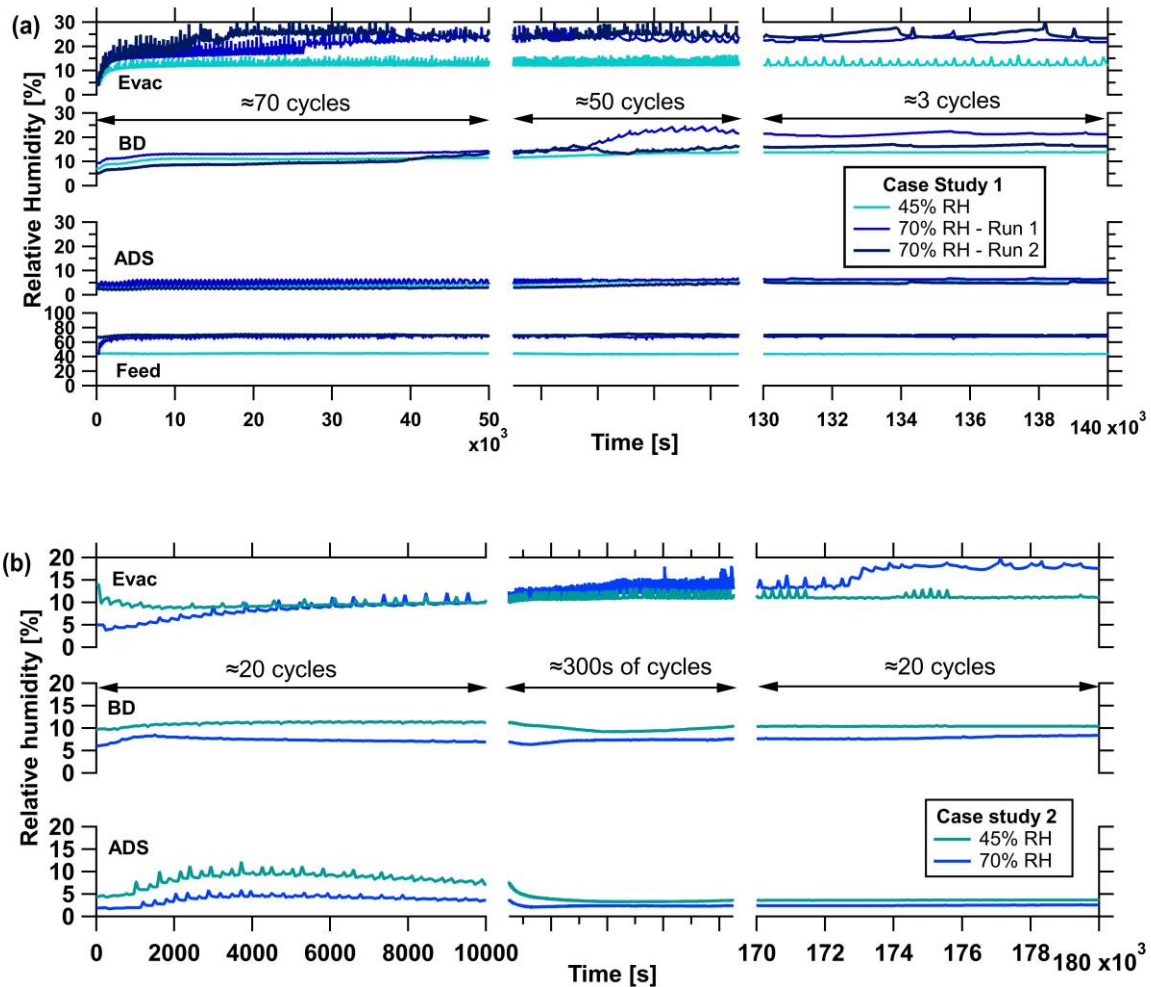 (a)
Relative Humidity [%]
30
20
10
0
Evac
≈70 cycles
≈50 cycles
≈3 cycles
30
20
10
0
BD
Case Study 1
45% RH
70% RH - Run 1
70% RH - Run 2
30
20
10
0
ADS
100
80
60
40
20
0
Feed
0 10 20 30 40 50 130 132 134 136 138 140 x10³
x10³
Time [s]
(b)
Relative humidity [%]
20
15
10
5
0
Evac
≈20 cycles
≈300s of cycles
≈20 cycles
20
15
10
5
0
BD
Case study 2
45% RH
70% RH
20
15
10
5
0
ADS
0 2000 4000 6000 8000 10000 170 172 174 176 178 180 x10³
Time [s]